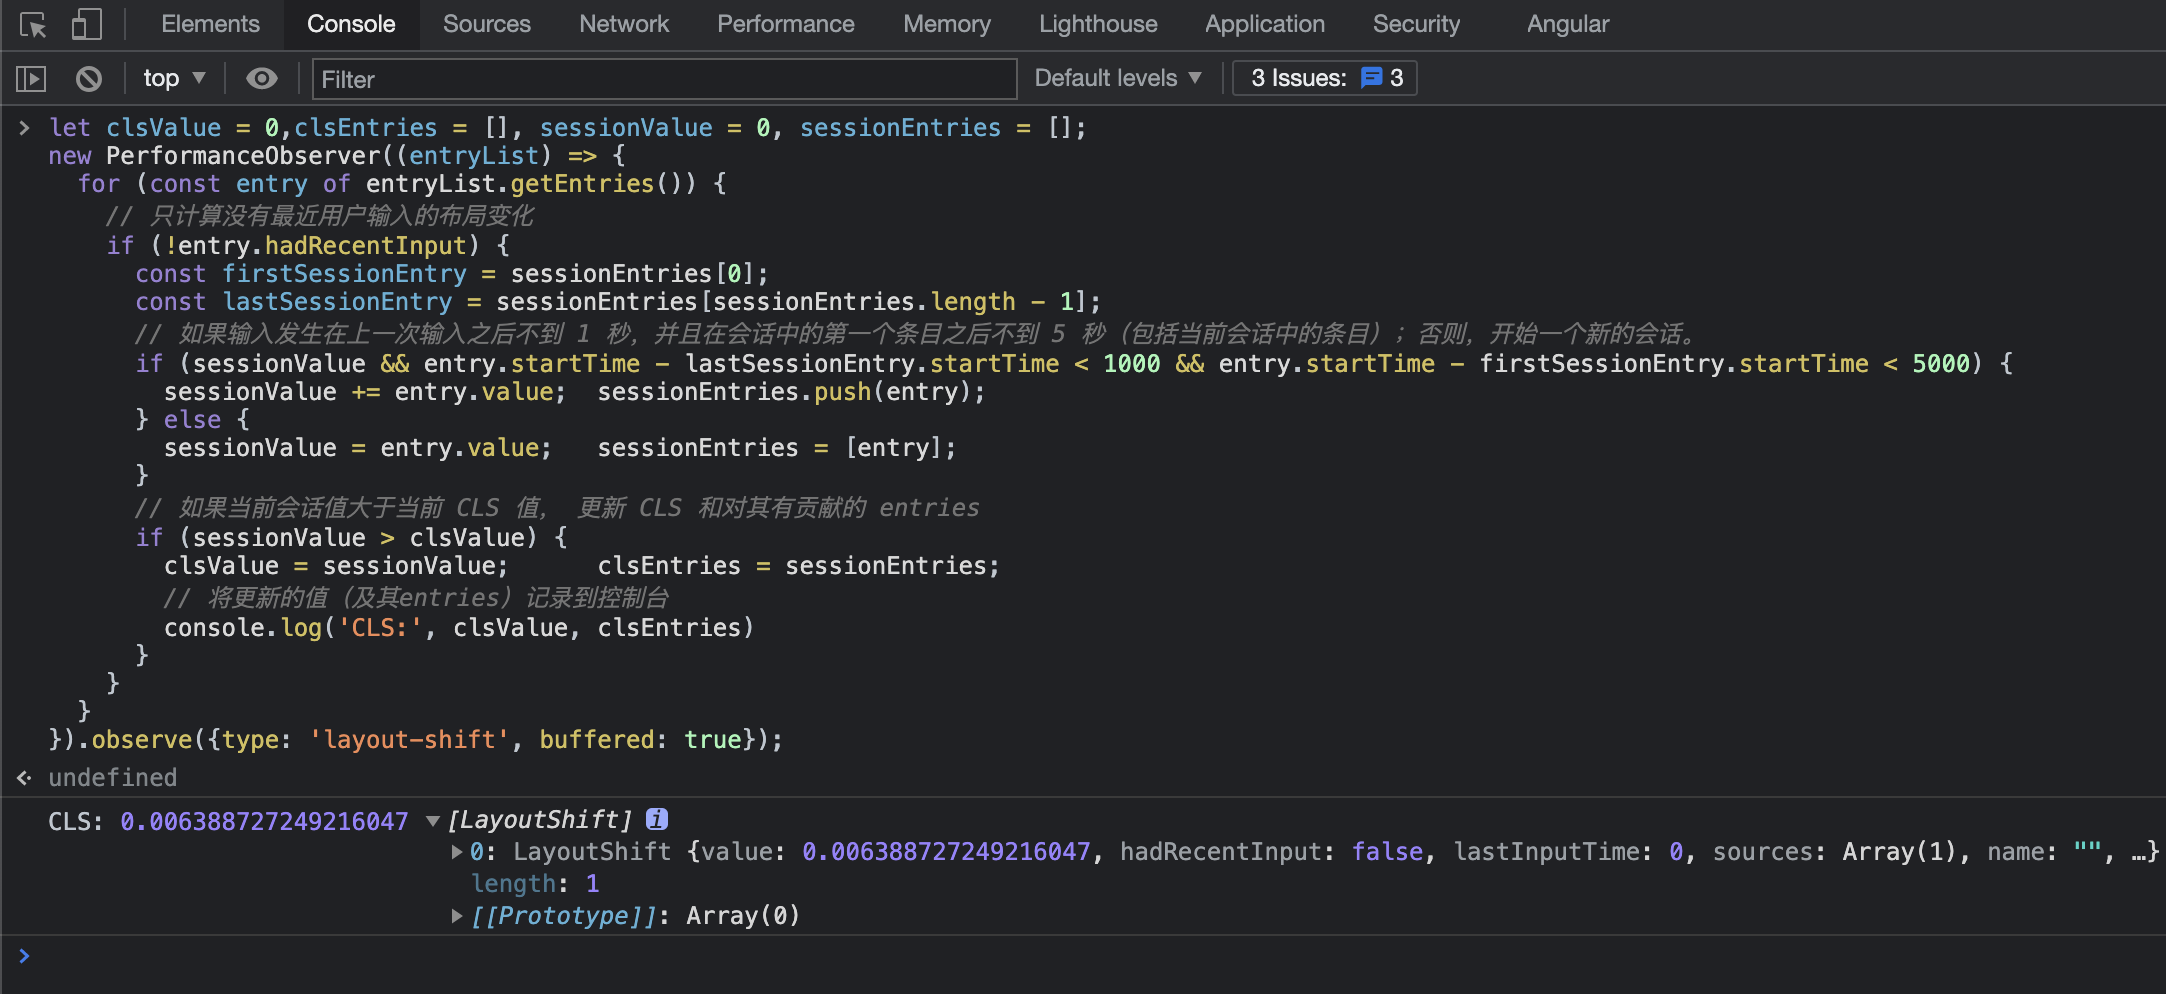 Elements Console Sources Network Performance Memory Lighthouse Application Security Angular
top Filter Default levels 3 Issues: 3
let clsValue = 0,clsEntries = [], sessionValue = 0, sessionEntries = [];
new PerformanceObserver((entryList) => {
for (const entry of entryList.getEntries()) {
// 只计算没有最近用户输入的布局变化
if (!entry.hadRecentInput) {
const firstSessionEntry = sessionEntries[0];
const lastSessionEntry = sessionEntries[sessionEntries.length - 1];
// 如果输入发生在上一次输入之后不到 1 秒，并且在会话中的第一个条目之后不到 5 秒（包括当前会话中的条目）；否则，开始一个新的会话。
if (sessionValue && entry.startTime - lastSessionEntry.startTime < 1000 && entry.startTime - firstSessionEntry.startTime < 5000) {
sessionValue += entry.value;  sessionEntries.push(entry);
} else {
sessionValue = entry.value;   sessionEntries = [entry];
}
// 如果当前会话值大于当前 CLS 值， 更新 CLS 和对其有贡献的 entries
if (sessionValue > clsValue) {
clsValue = sessionValue;      clsEntries = sessionEntries;
// 将更新的值（及其entries）记录到控制台
console.log('CLS:', clsValue, clsEntries)
}
}
}
}).observe({type: 'layout-shift', buffered: true});
undefined
CLS: 0.006388727249216047 [LayoutShift] i
0: LayoutShift {value: 0.006388727249216047, hadRecentInput: false, lastInputTime: 0, sources: Array(1), name: "", …}
length: 1
[[Prototype]]: Array(0)